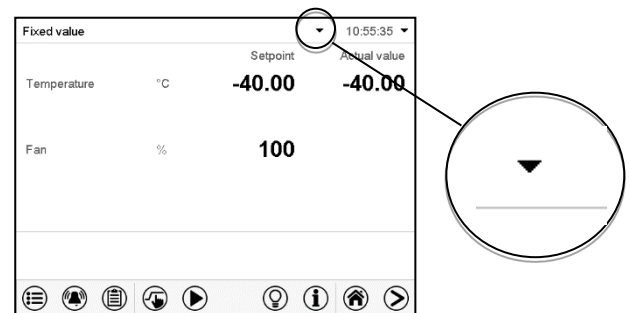 Fixed value 10:55:35
Setpoint Actual value
Temperature °C -40.00 -40.00
Fan % 100